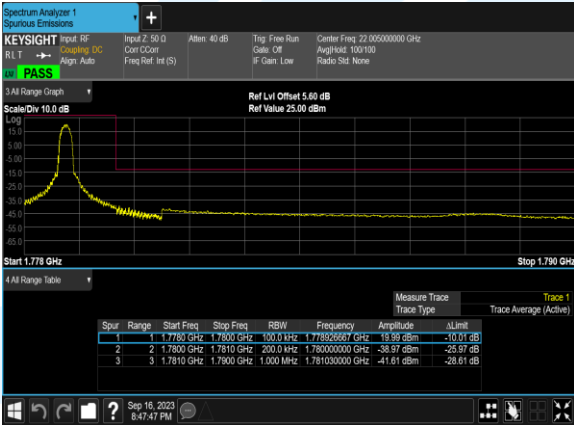 Spectrum Analyzer 1
Spurious Emissions
+
KEYSIGHT Input: RF Input Z: 50 Ω Atten: 40 dB Trig: Free Run Center Freq: 22.005000000 GHz
RLT Coupling: DC Corr CCorr Gate: Off Avg|Hold: 100/100
Align: Auto Freq Ref: Int (S) IF Gain: Low Radio Std: None
PASS
3 All Range Graph
Ref Lvl Offset 5.60 dB
Scale/Div 10.0 dB Ref Value 25.00 dBm
Log
15.0
5.00
-5.00
-15.0
-25.0
-35.0
-45.0
-55.0
-65.0
Start 1.778 GHz Stop 1.790 GHz
4 All Range Table
Measure Trace Trace 1
Trace Type Trace Average (Active)
Spur Range Start Freq Stop Freq RBW Frequency Amplitude ΔLimit
1 1 1.7780 GHz 1.7800 GHz 100.0 kHz 1.778926667 GHz 19.99 dBm -10.01 dB
2 2 1.7800 GHz 1.7810 GHz 200.0 kHz 1.780000000 GHz -38.97 dBm -25.97 dB
3 3 1.7810 GHz 1.7900 GHz 1.000 MHz 1.781030000 GHz -41.61 dBm -28.61 dB
?
Sep 16, 2023
8:47:47 PM